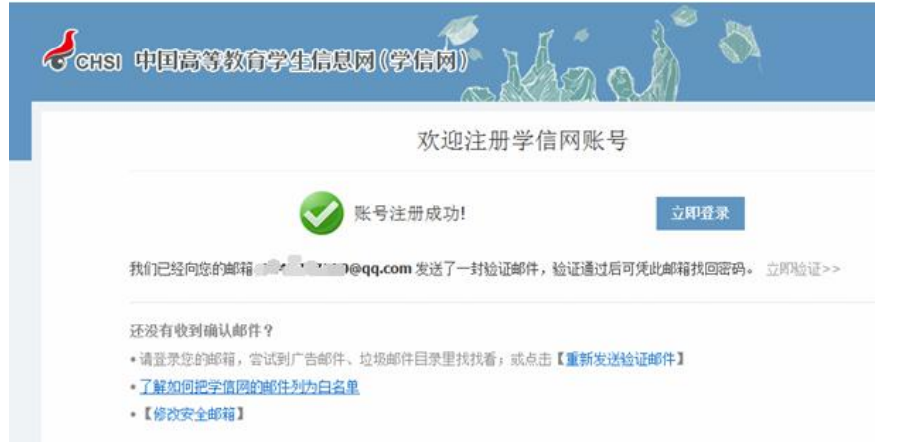 CHSI 中国高等教育学生信息网(学信网)
欢迎注册学信网账号
账号注册成功!
立即登录
我们已经向您的邮箱 @qq.com 发送了一封验证邮件，验证通过后可凭此邮箱找回密码。 立即验证>>
还没有收到确认邮件？
•请登录您的邮箱，尝试到广告邮件、垃圾邮件目录里找找看；或点击【重新发送验证邮件】
•了解如何把学信网的邮件列为白名单
•【修改安全邮箱】